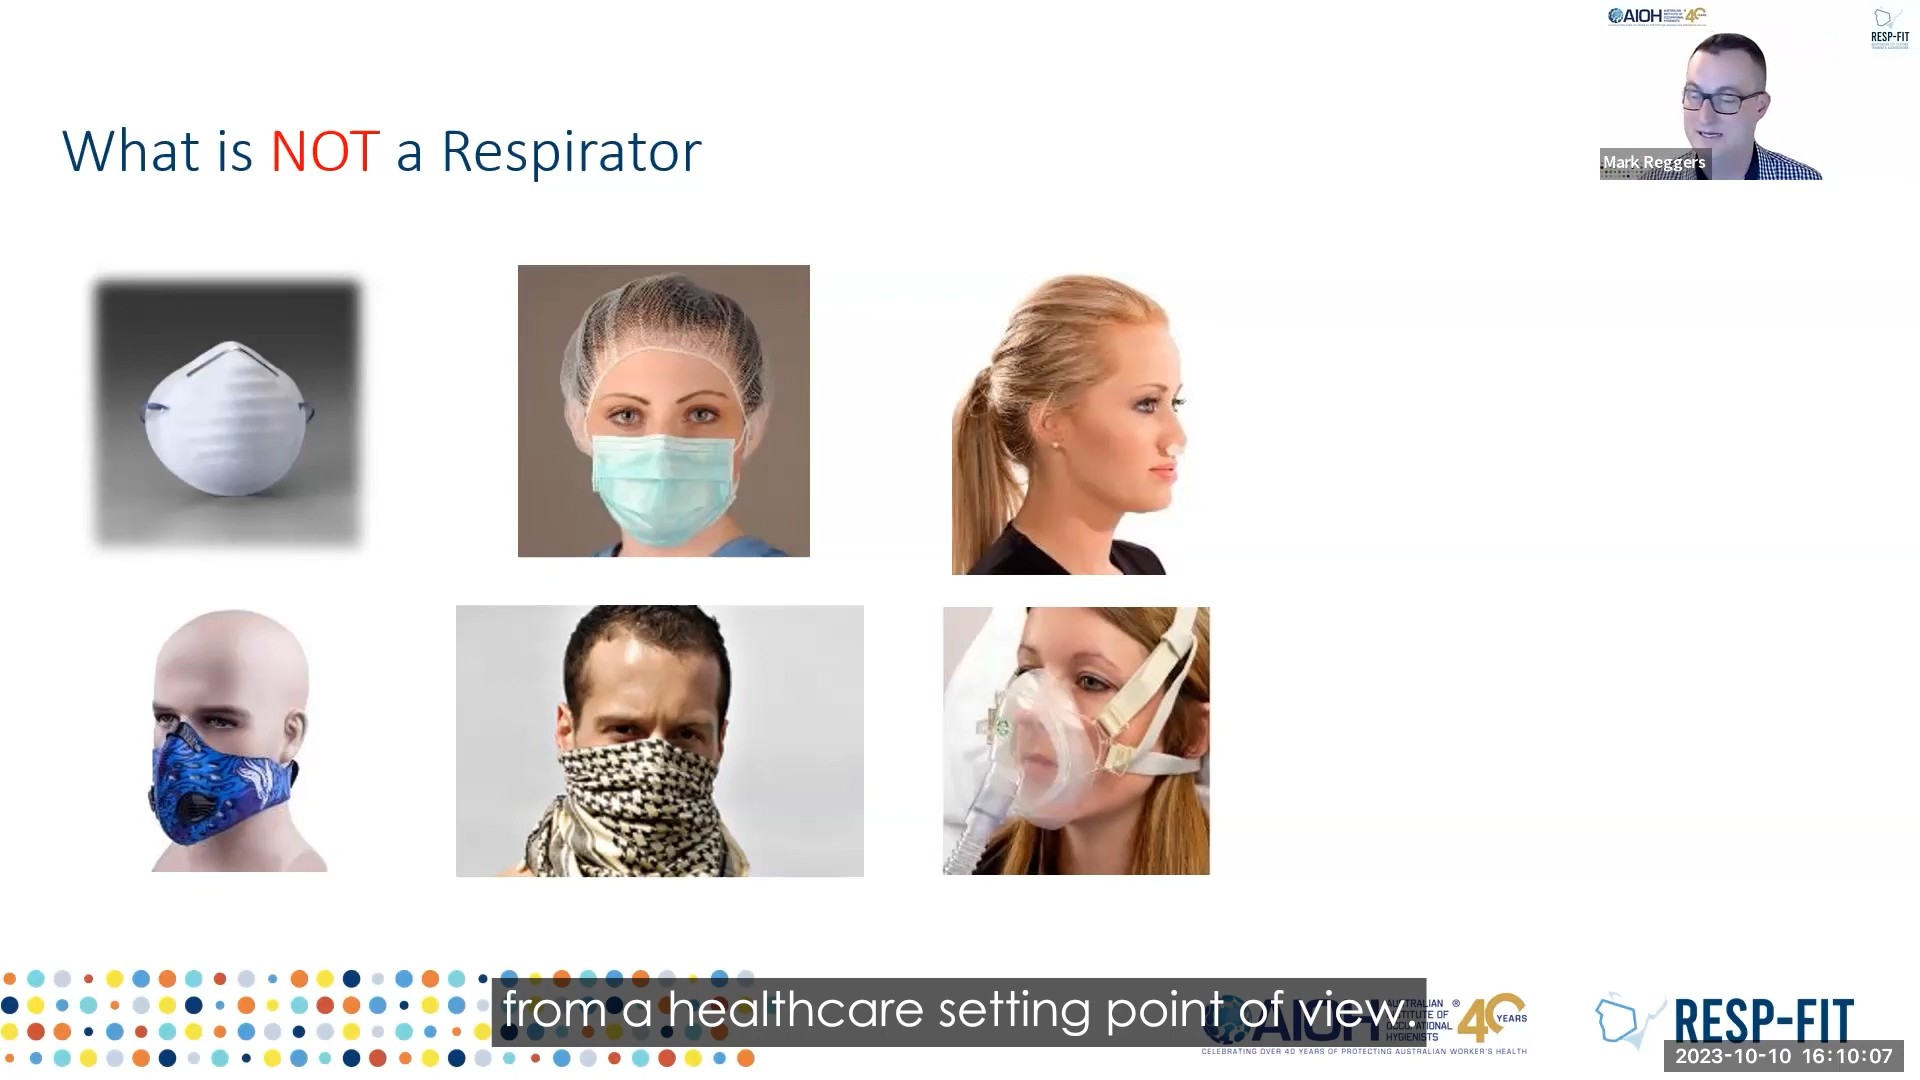 AIOH
40
YEARS
RESP-FIT
What is NOT a Respirator
Mark Reggers
from a healthcare setting point of view.
AIOH
AUSTRALIAN ®
INSTITUTE OF
OCCUPATIONAL
HYGIENISTS
40
YEARS
CELEBRATING OVER 40 YEARS OF PROTECTING AUSTRALIAN WORKER'S HEALTH
RESP-FIT
2023-10-10 16:10:07